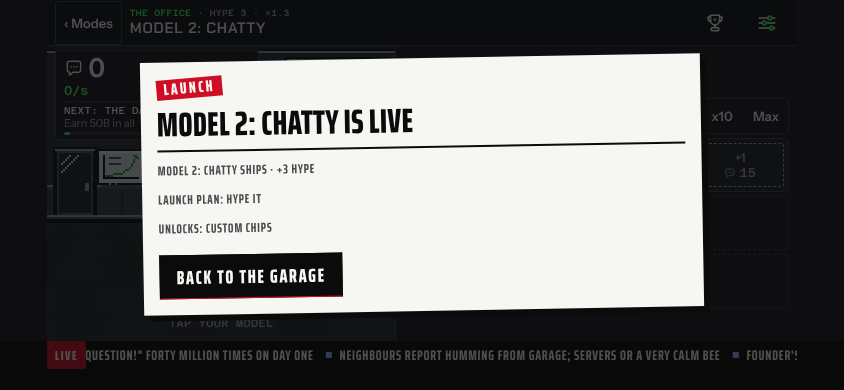 ‹ Modes
THE OFFICE · HYPE 3 · ×1.3
MODEL 2: CHATTY
0
0/s
NEXT: THE
Earn 50B in all
x10 Max
+1
15
LAUNCH
MODEL 2: CHATTY IS LIVE
MODEL 2: CHATTY SHIPS · +3 HYPE
LAUNCH PLAN: HYPE IT
UNLOCKS: CUSTOM CHIPS
BACK TO THE GARAGE
TAP YOUR MODEL
LIVE QUESTION!" FORTY MILLION TIMES ON DAY ONE ■ NEIGHBOURS REPORT HUMMING FROM GARAGE; SERVERS OR A VERY CALM BEE ■ FOUNDER'S